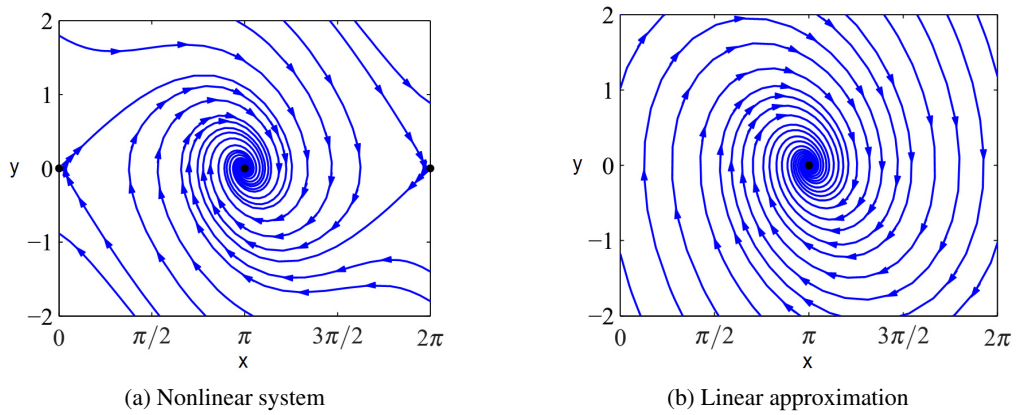 2
1
0
−1
−2
y
0
π/2
π
3π/2
2π
x
(a) Nonlinear system
2
1
0
−1
−2
y
0
π/2
π
3π/2
2π
x
(b) Linear approximation